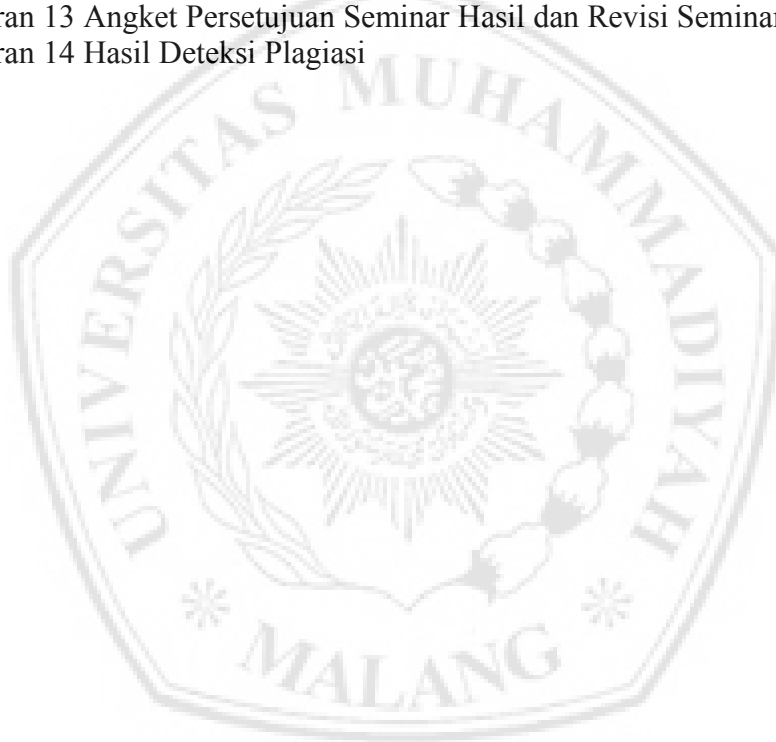 ran 13 Angket Persetujuan Seminar Hasil dan Revisi Seminar
ran 14 Hasil Deteksi Plagiasi
UNIVERSITAS MUHAMMADIYAH
MALANG